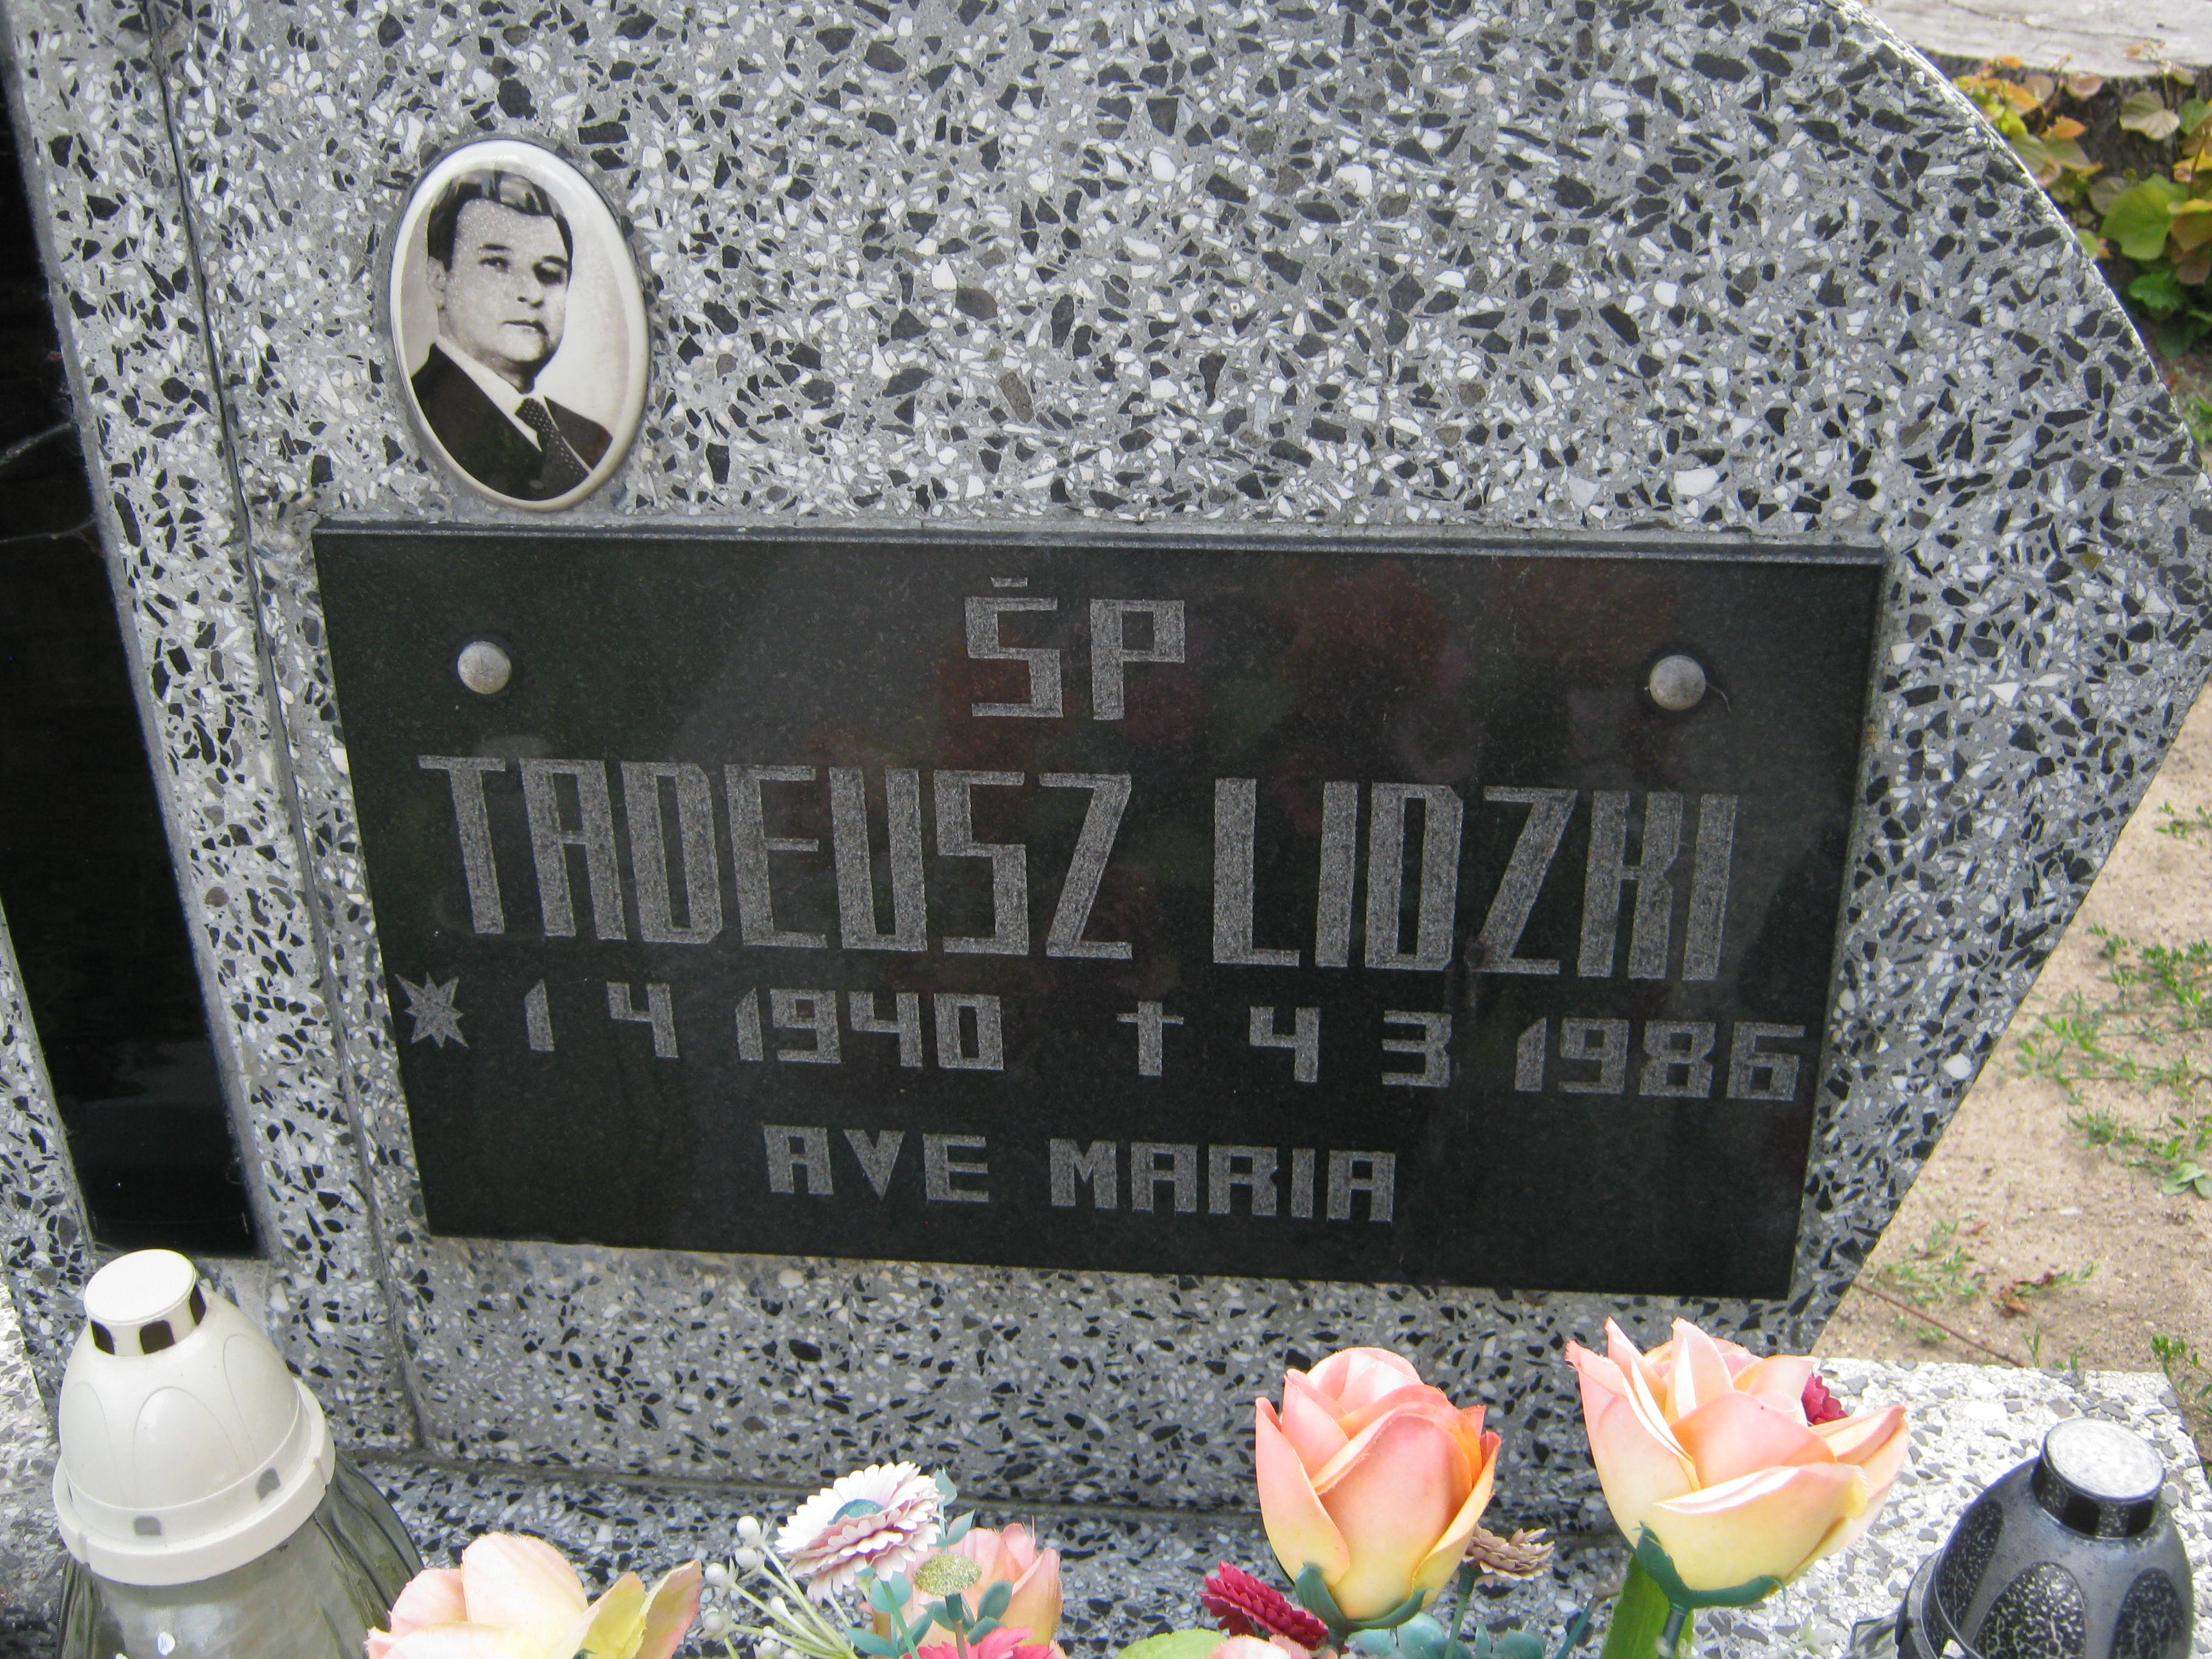 ŚP
TADEUSZ LIDZKI
* 1 4 1940 † 4 3 1986
AVE MARIA